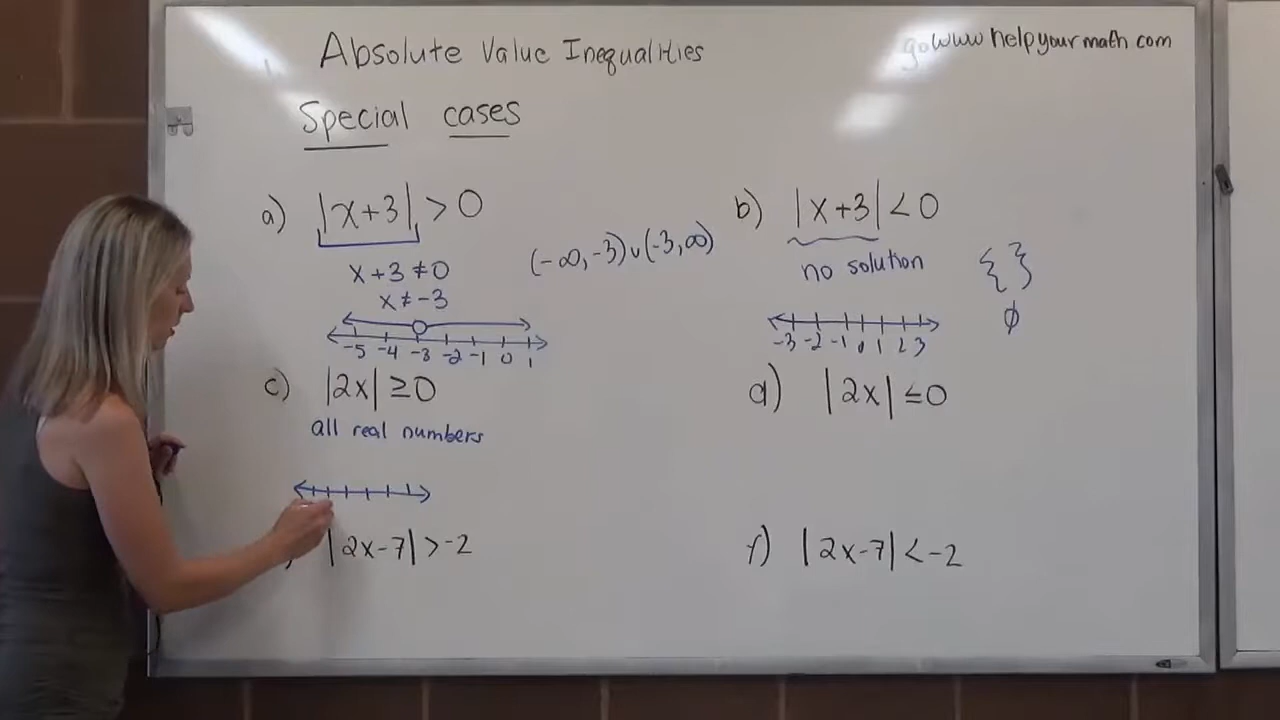 Absolute Value Inequalities
gowww.helpyourmath.com
Special cases
a) |x+3| > 0
x+3 ≠ 0
x ≠ -3
(-∞, -3) ∪ (-3, ∞)
-5 -4 -3 -2 -1 0 1
b) |x+3| < 0
no solution
{ }
∅
-3 -2 -1 0 1 2 3
c) |2x| ≥ 0
all real numbers
d) |2x| ≤ 0
) |2x-7| > -2
f) |2x-7| < -2